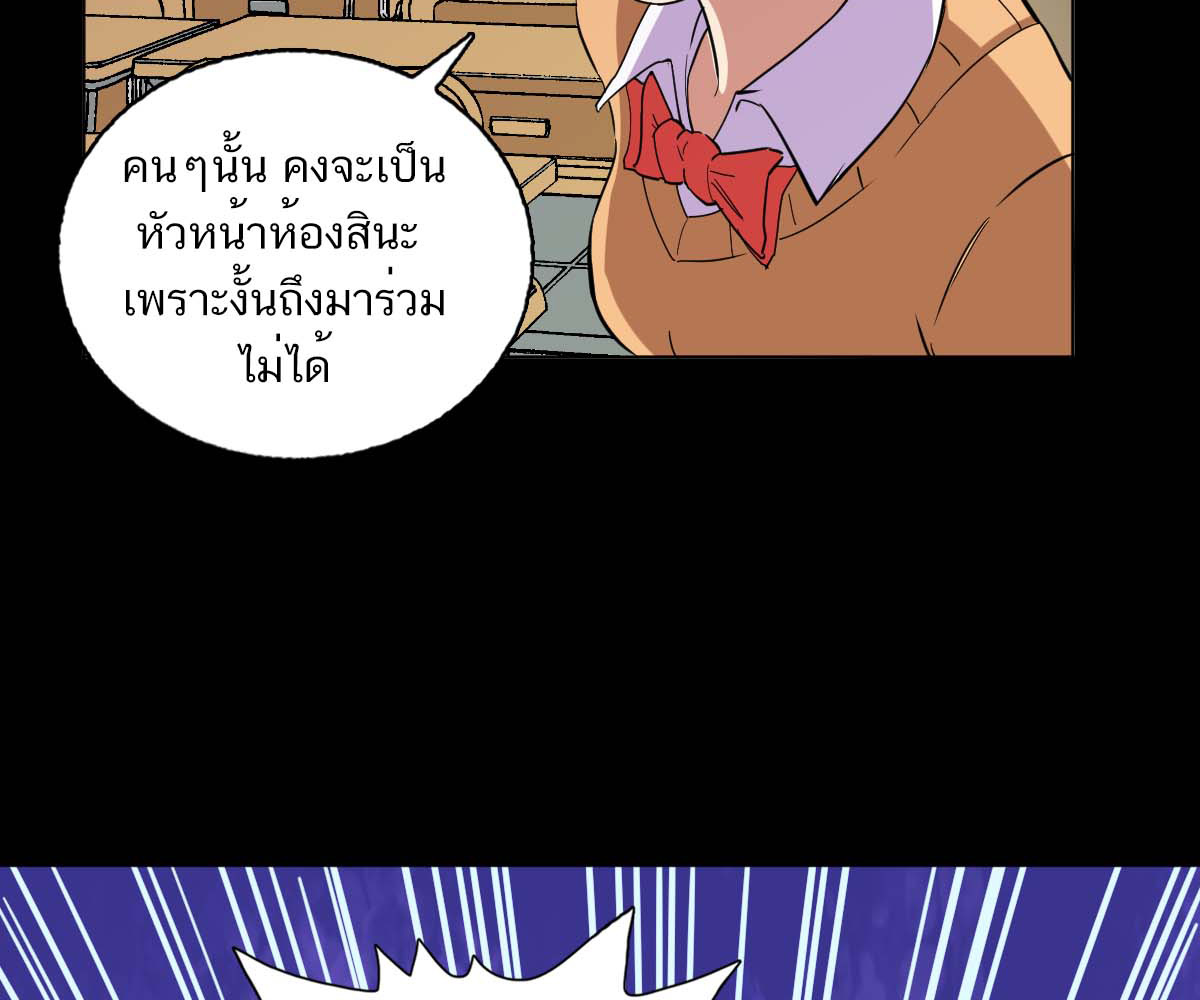 คนๆนั้น คงจะเป็น
หัวหน้าห้องสินะ
เพราะงั้นถึงมาร่วม
ไม่ได้